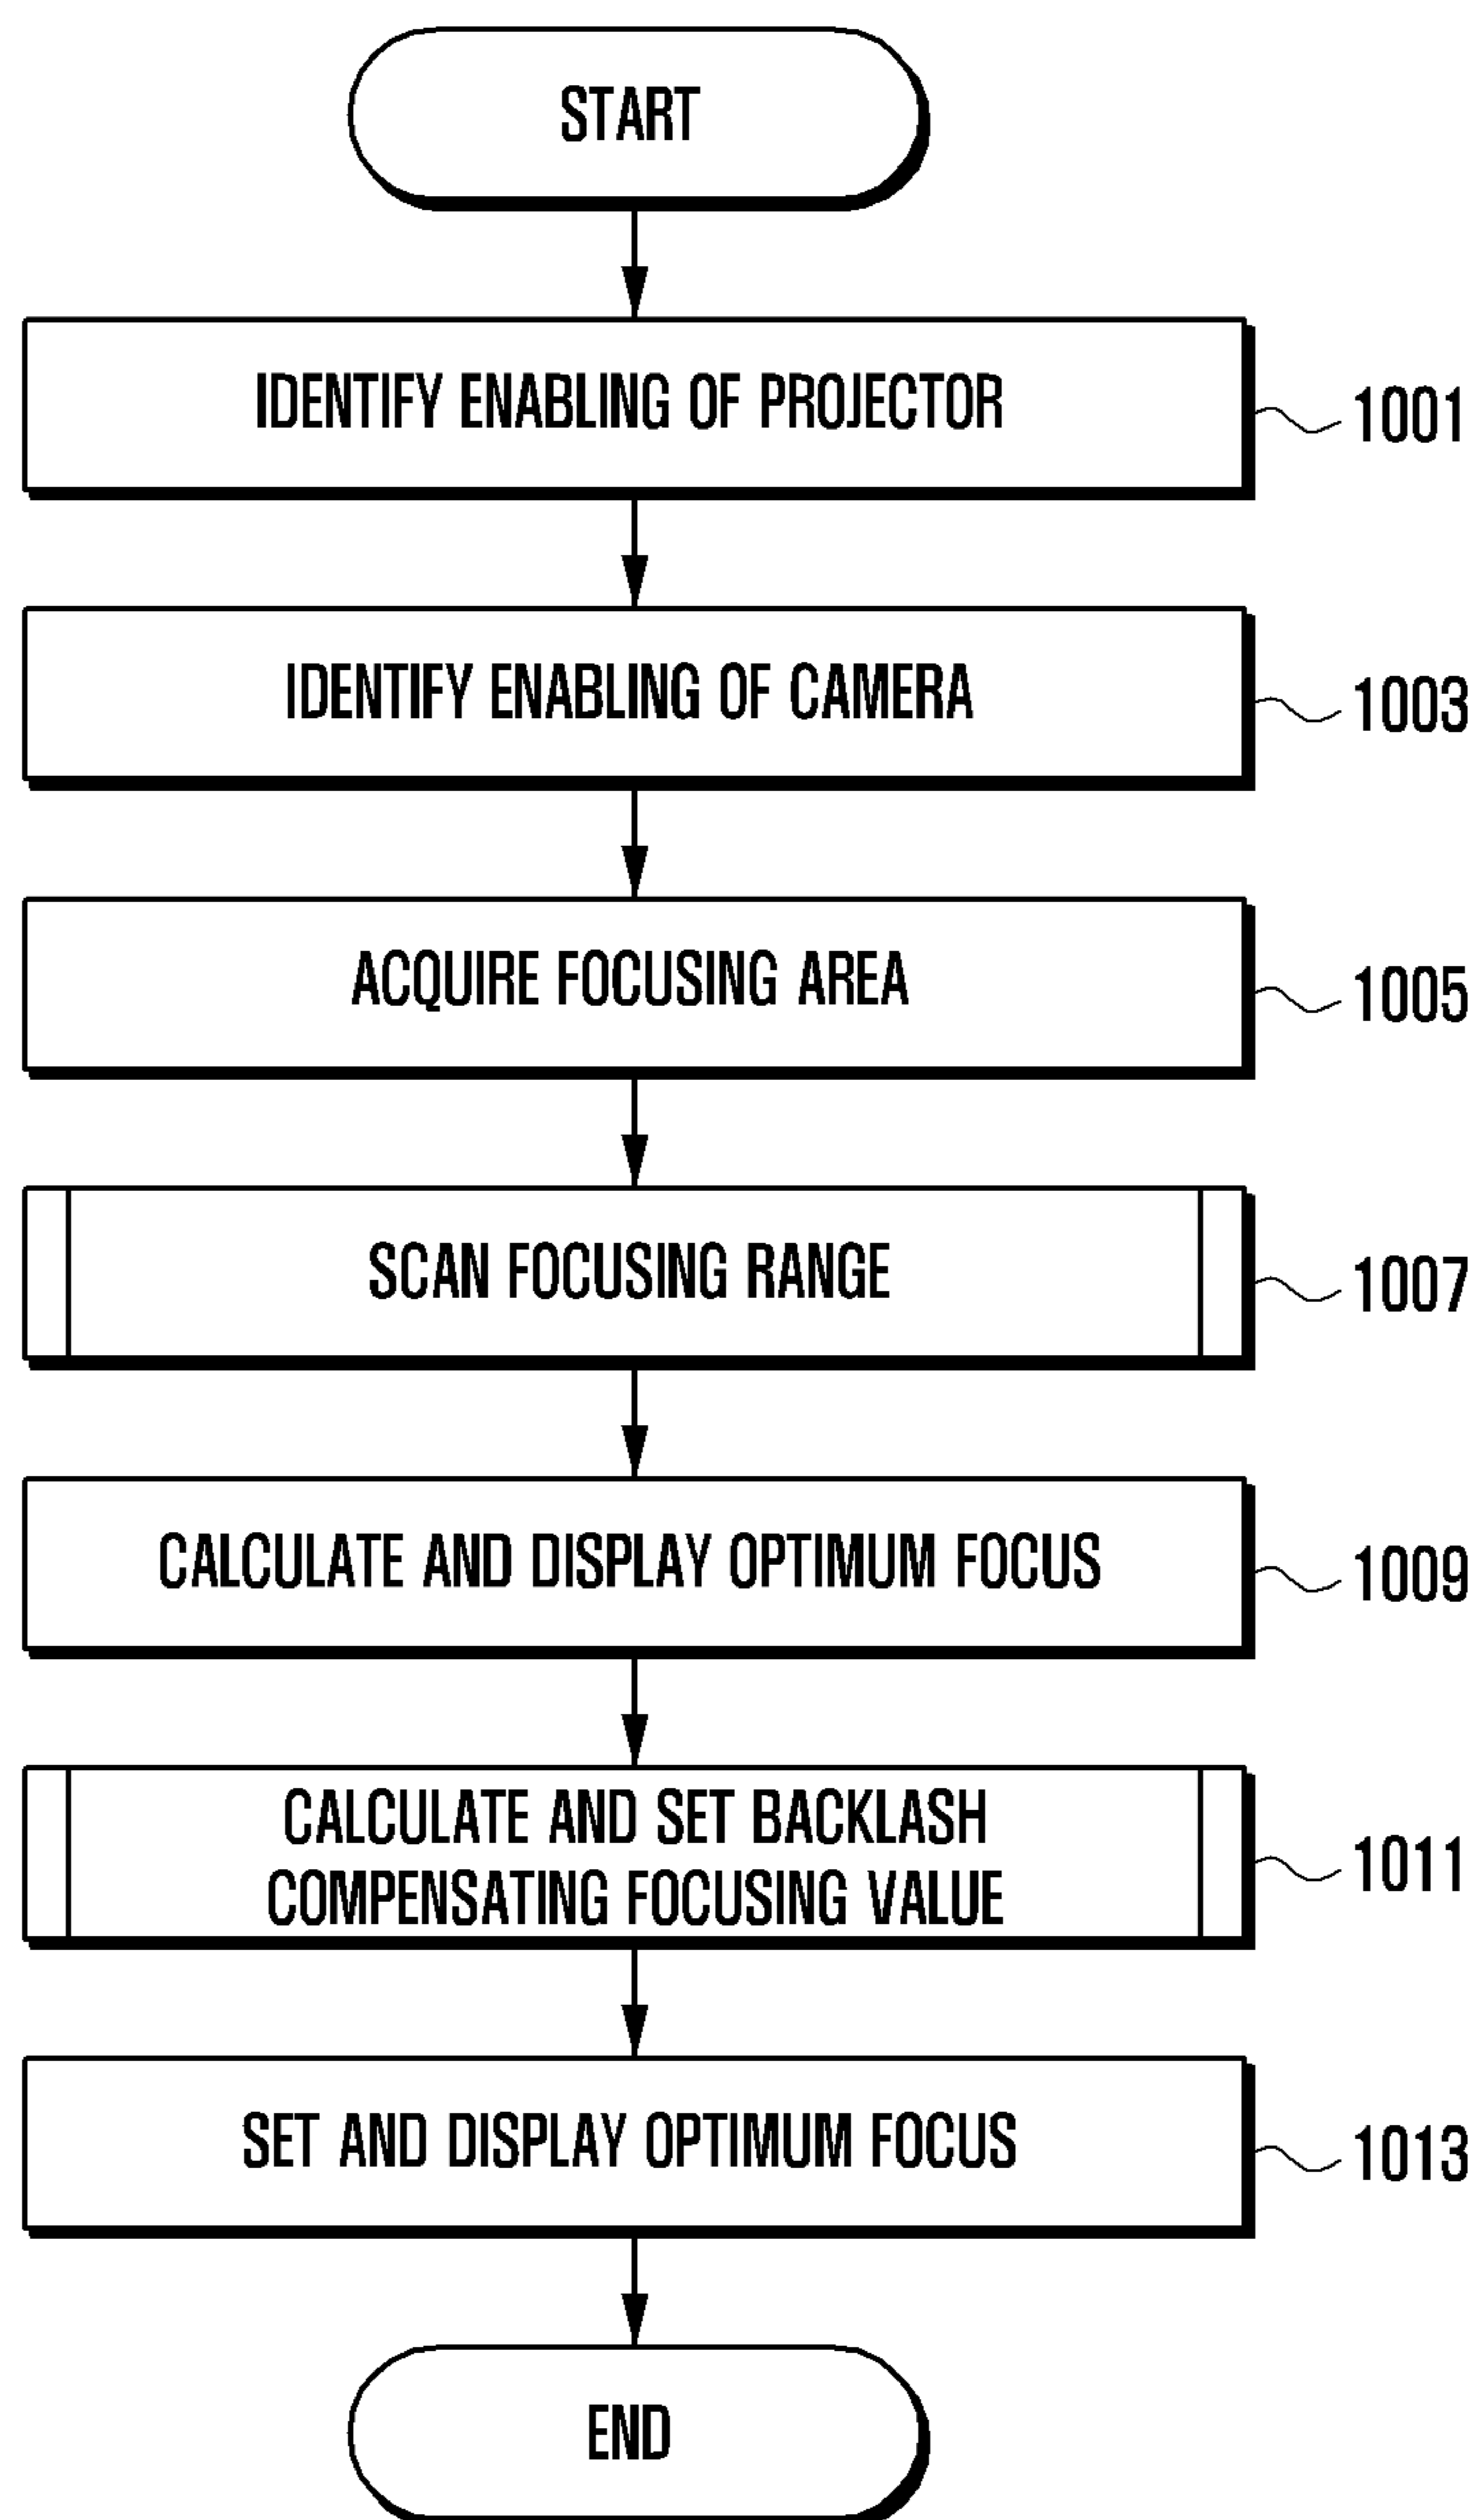 START
IDENTIFY ENABLING OF PROJECTOR
1001
IDENTIFY ENABLING OF CAMERA
1003
ACQUIRE FOCUSING AREA
1005
SCAN FOCUSING RANGE
1007
CALCULATE AND DISPLAY OPTIMUM FOCUS
1009
CALCULATE AND SET BACKLASH
COMPENSATING FOCUSING VALUE
1011
SET AND DISPLAY OPTIMUM FOCUS
1013
END